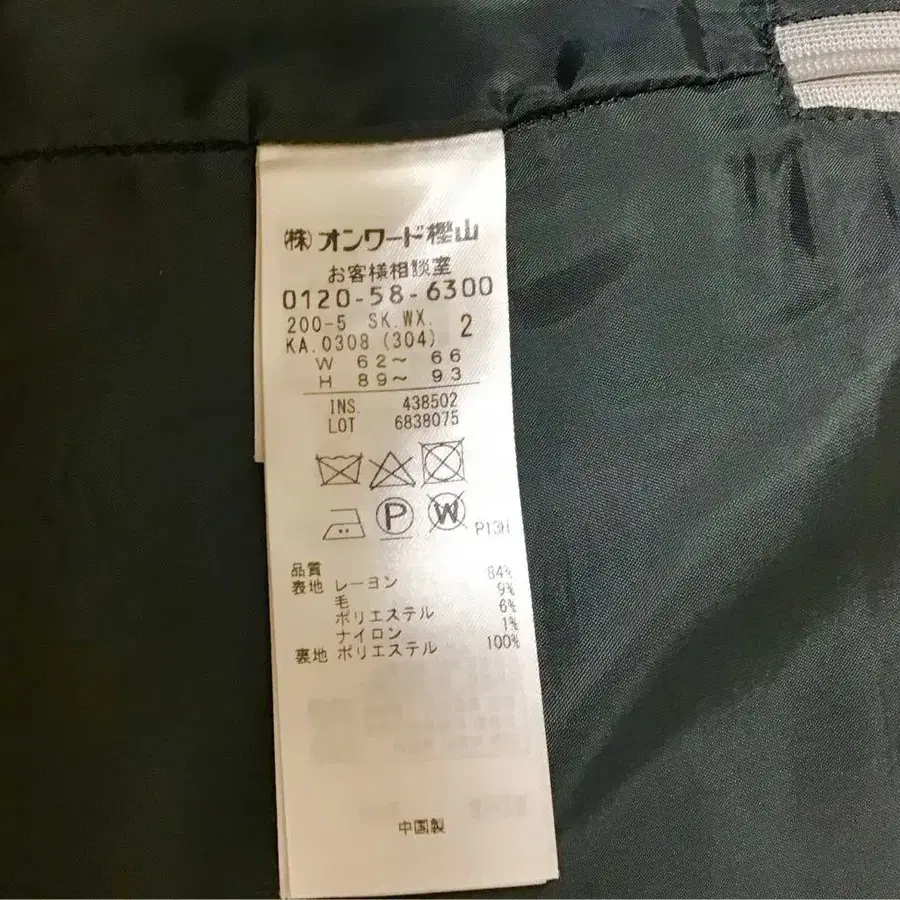 (株)オンワード樫山
お客様相談室
0120-58-6300
200-5 SK.WX. 2
KA.0308 (304)
W 62〜 66
H 89〜 93
INS. 438502
LOT 6838075
P
W
P13H
品質
表地 レーヨン 84%
毛 9%
ポリエステル 6%
ナイロン 1%
裏地 ポリエステル 100%
中国製